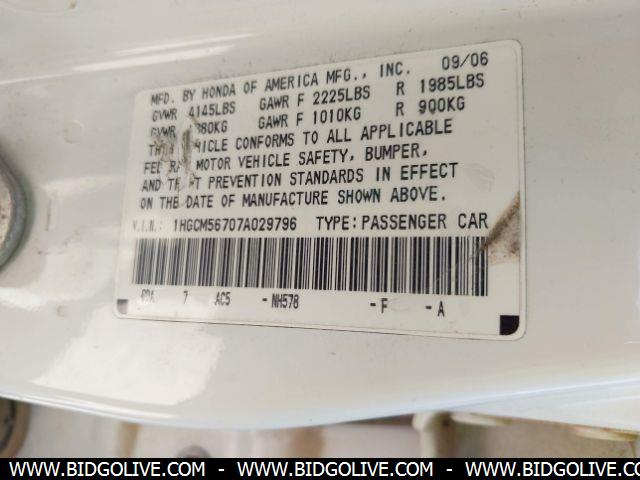 MFD. BY HONDA OF AMERICA MFG., INC. 09/06
GVWR 4145LBS GAWR F 2225LBS R 1985LBS
GVWR GAWR F 1010KG R 900KG
VEHICLE CONFORMS TO ALL APPLICABLE
MOTOR VEHICLE SAFETY, BUMPER,
AND PREVENTION STANDARDS IN EFFECT
ON THE DATE OF MANUFACTURE SHOWN ABOVE.
V.I.N.: 1HGCM56707A029796 TYPE: PASSENGER CAR
7 AC5 -NH578 -F -A
WWW.BIDGOLIVE.COM - WWW.BIDGOLIVE.COM - WWW.BIDGOLIVE.COM